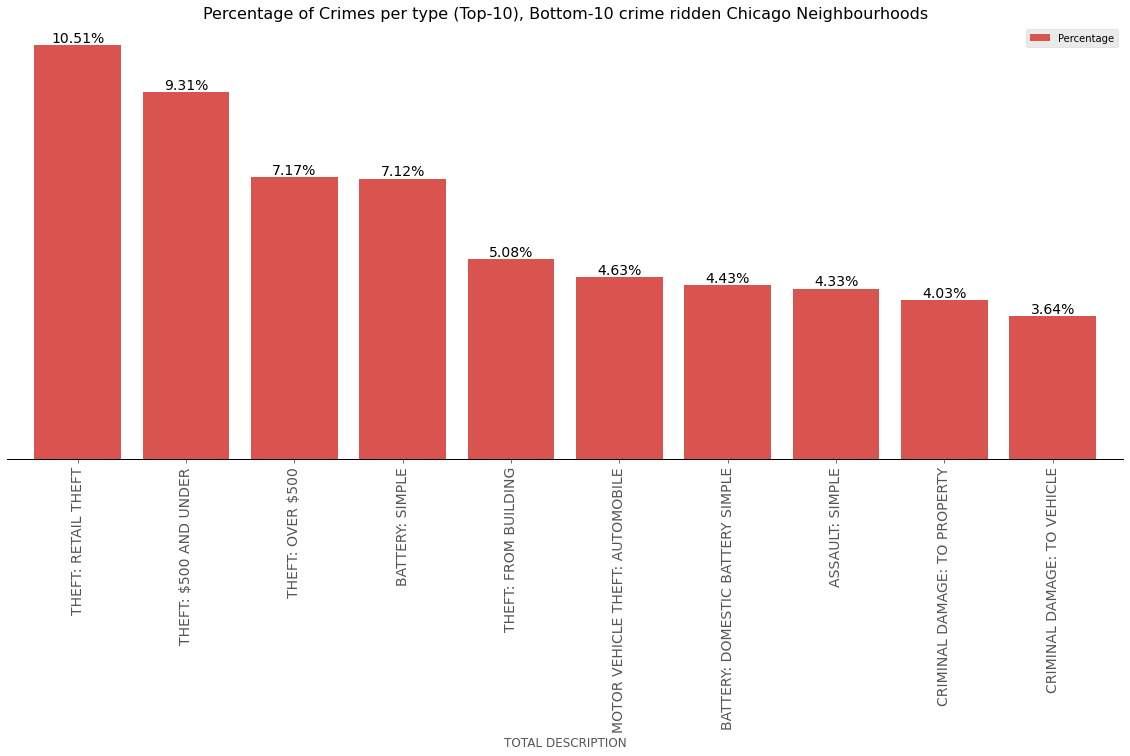 Percentage of Crimes per type (Top-10), Bottom-10 crime ridden Chicago Neighbourhoods
Percentage
10.51%
9.31%
7.17%
7.12%
5.08%
4.63%
4.43%
4.33%
4.03%
3.64%
THEFT: RETAIL THEFT
THEFT: $500 AND UNDER
THEFT: OVER $500
BATTERY: SIMPLE
THEFT: FROM BUILDING
MOTOR VEHICLE THEFT: AUTOMOBILE
BATTERY: DOMESTIC BATTERY SIMPLE
ASSAULT: SIMPLE
CRIMINAL DAMAGE: TO PROPERTY
CRIMINAL DAMAGE: TO VEHICLE
TOTAL DESCRIPTION